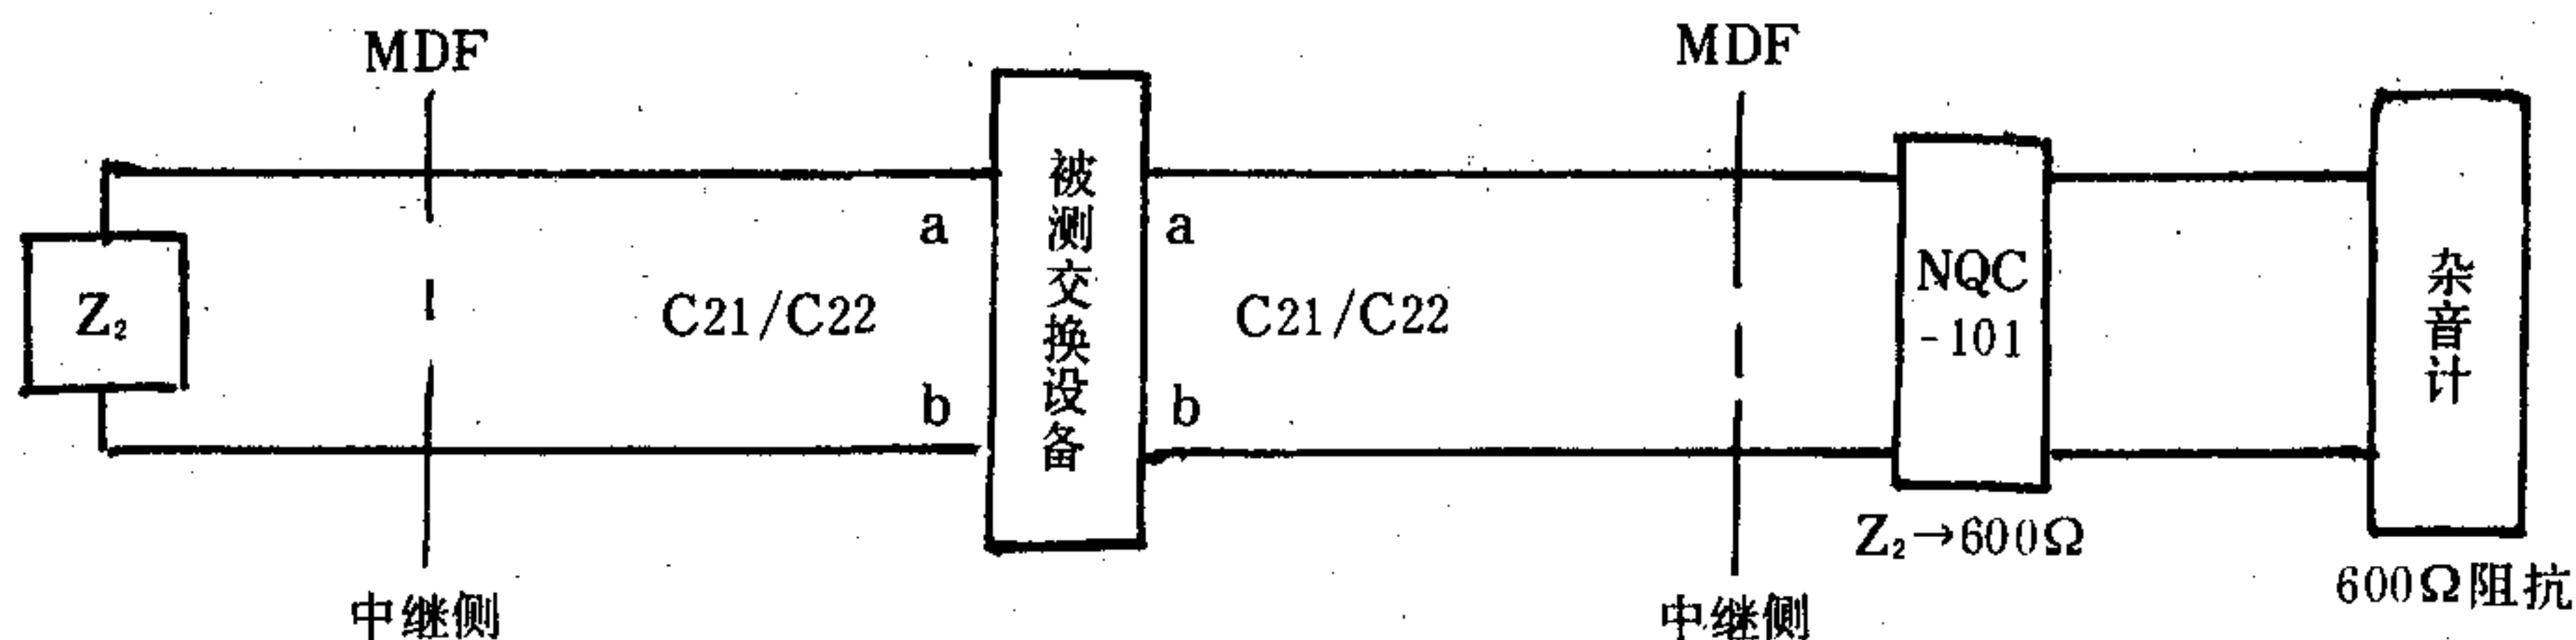 MDF
MDF
Z₂
a
b
C21/C22
被测交换设备
a
b
C21/C22
NQC
-101
Z₂→600Ω
杂音计
600Ω阻抗
中继侧
中继侧